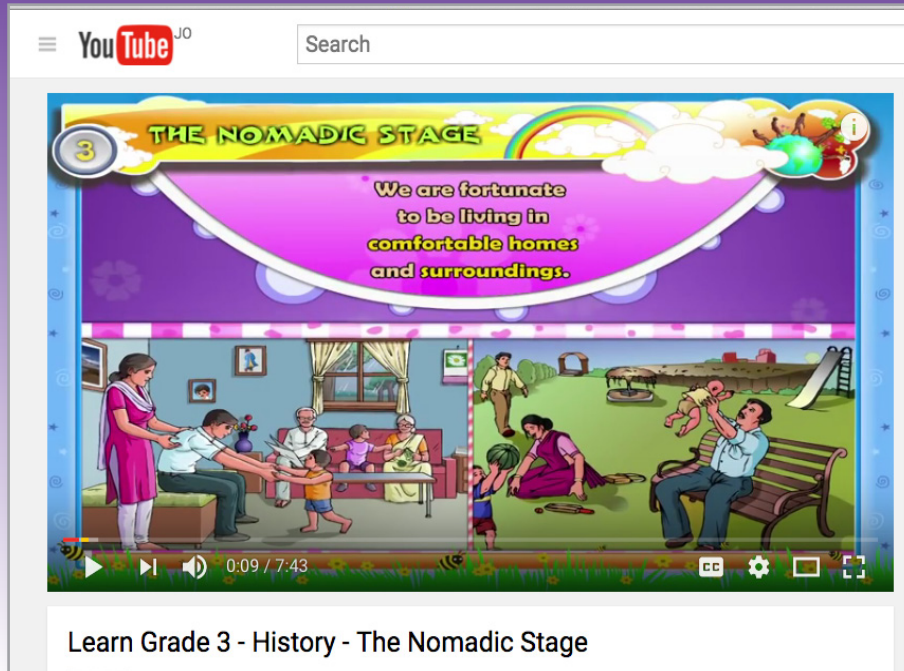 YouTube JO
Search
THE NOMADIC STAGE
3
i
We are fortunate
to be living in
comfortable homes
and surroundings.
0:09 / 7:43
CC
Learn Grade 3 - History - The Nomadic Stage